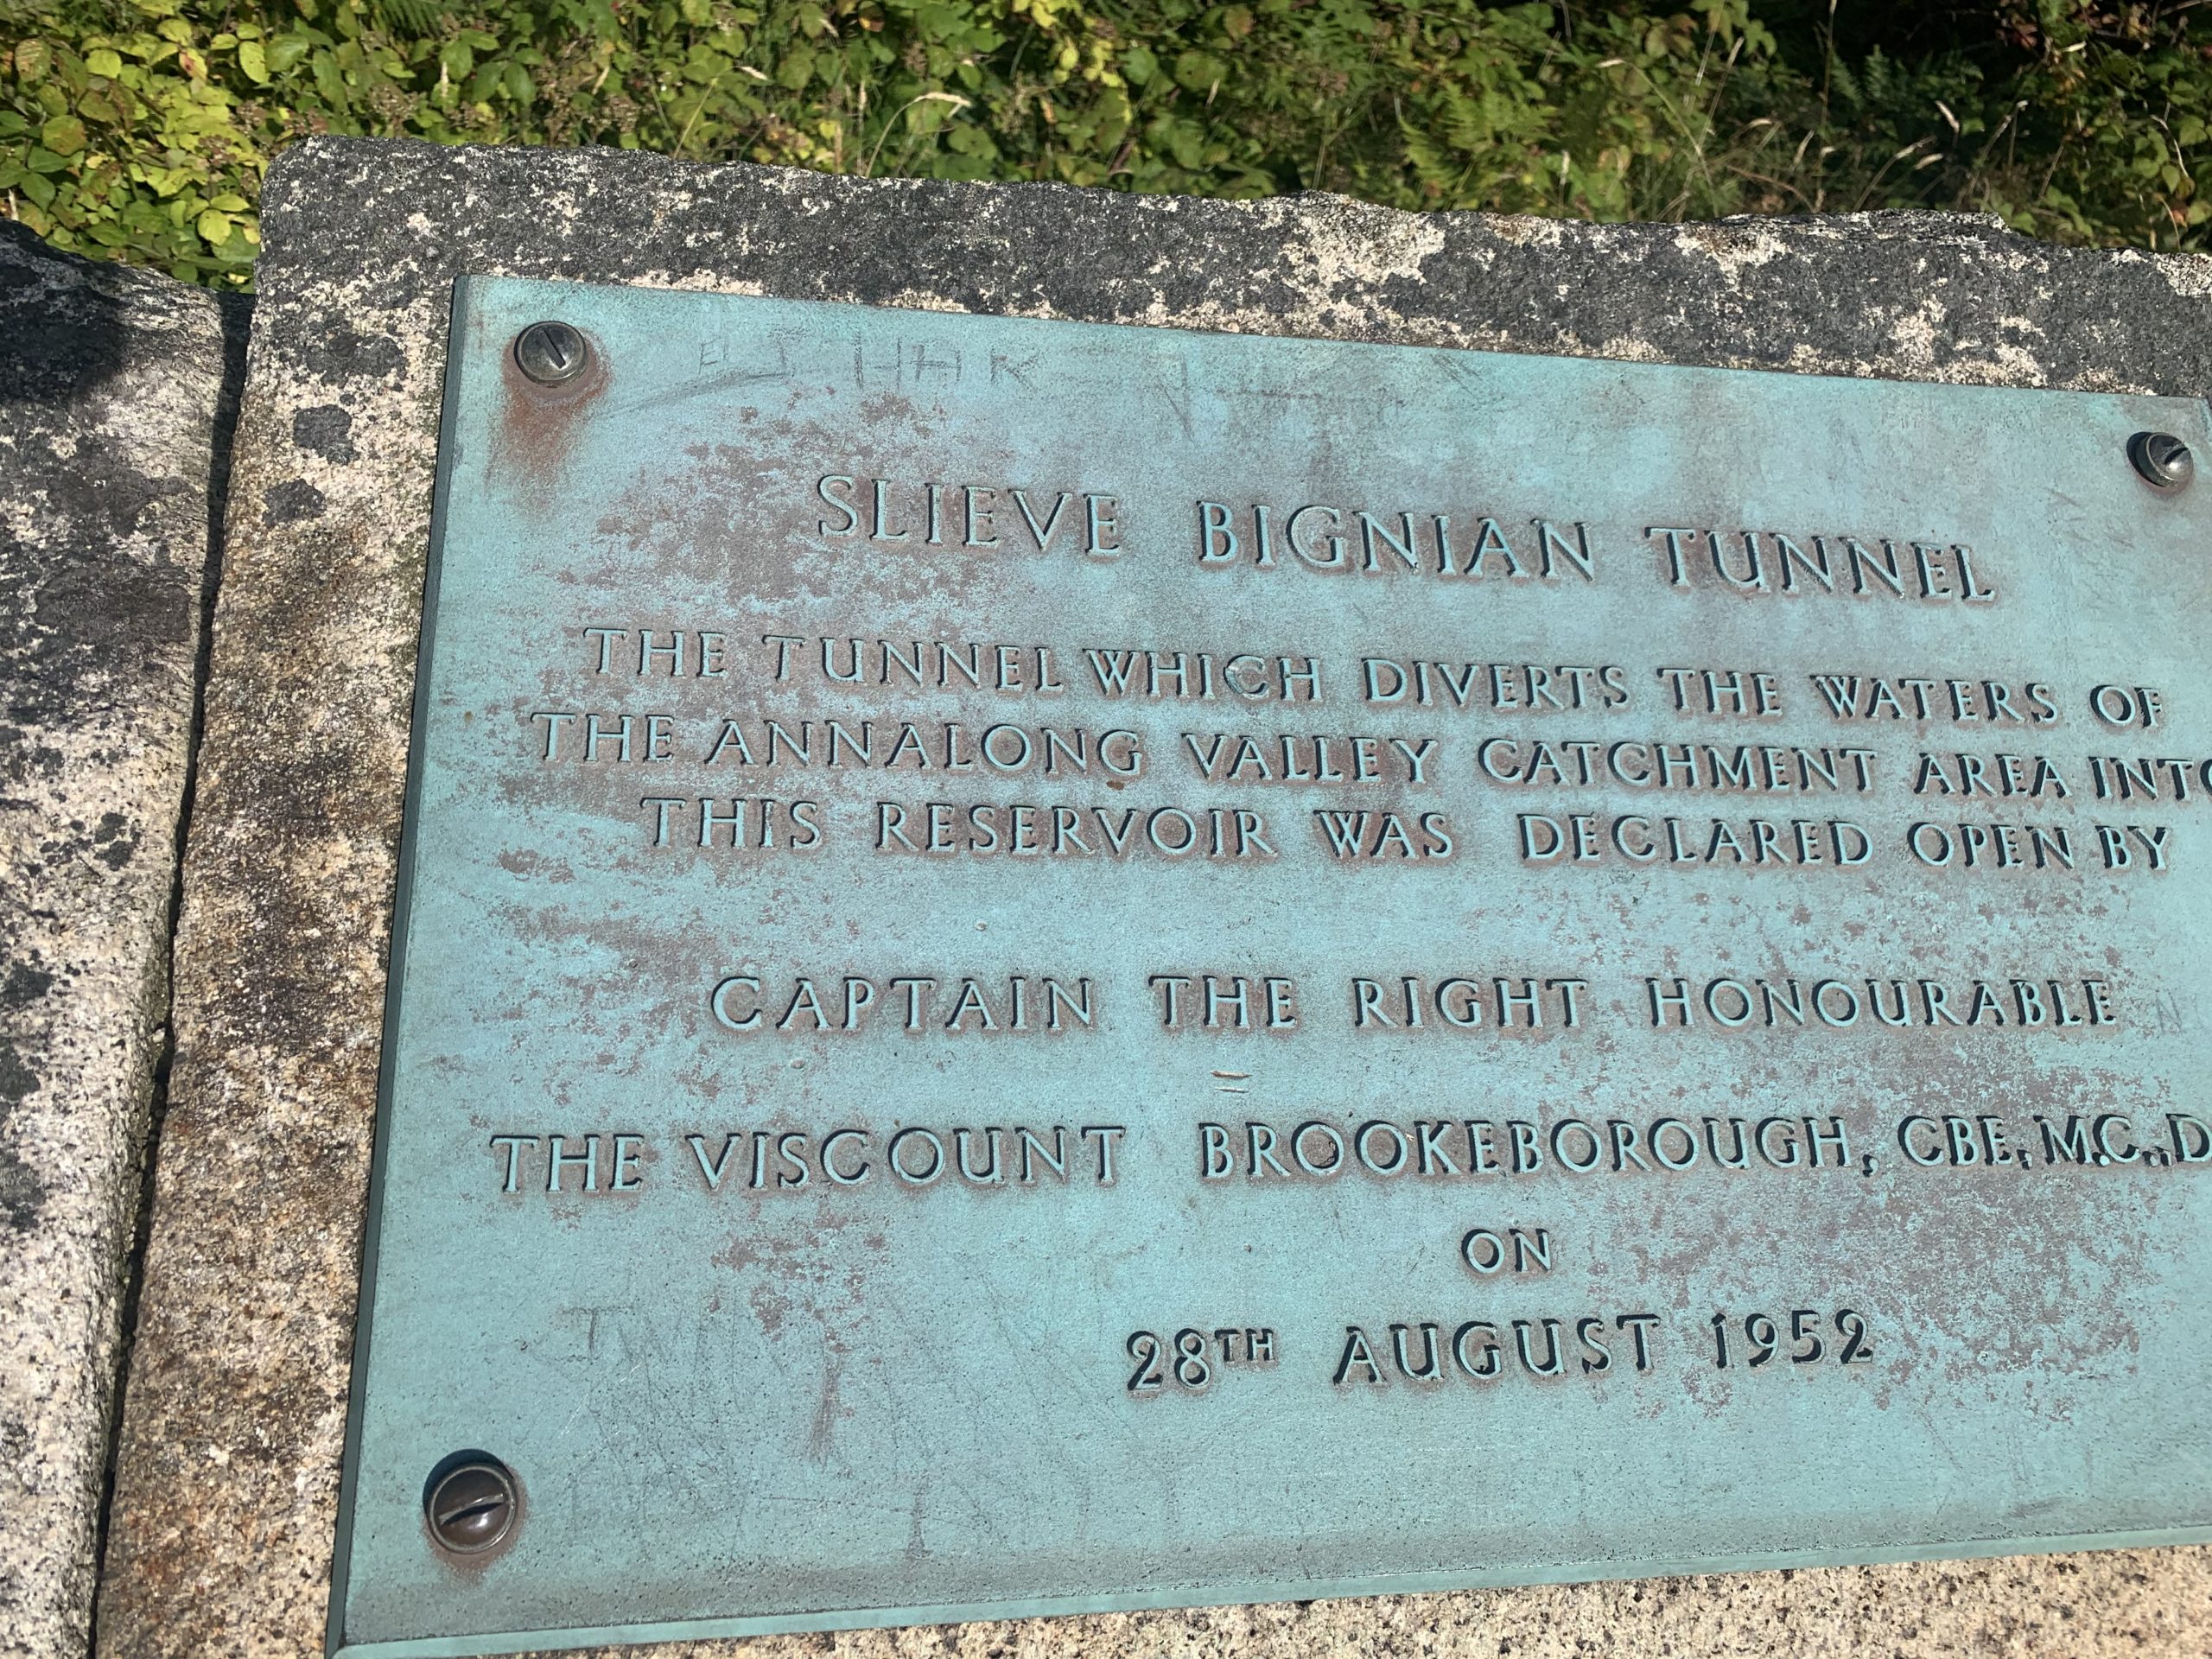 SLIEVE BIGNIAN TUNNEL
THE TUNNEL WHICH DIVERTS THE WATERS OF
THE ANNALONG VALLEY CATCHMENT AREA INTO
THIS RESERVOIR WAS DECLARED OPEN BY
CAPTAIN THE RIGHT HONOURABLE
THE VISCOUNT BROOKEBOROUGH, CBE, M.C., D
ON
28TH AUGUST 1952